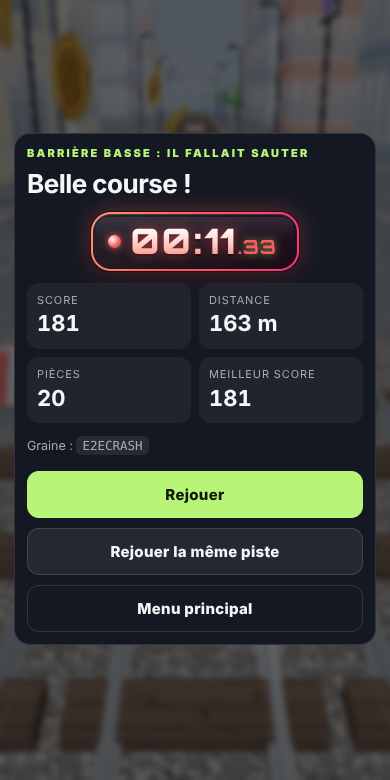 BARRIÈRE BASSE : IL FALLAIT SAUTER
Belle course !
00:11.33
SCORE
181
DISTANCE
163 m
PIÈCES
20
MEILLEUR SCORE
181
Graine : E2ECRASH
Rejouer
Rejouer la même piste
Menu principal